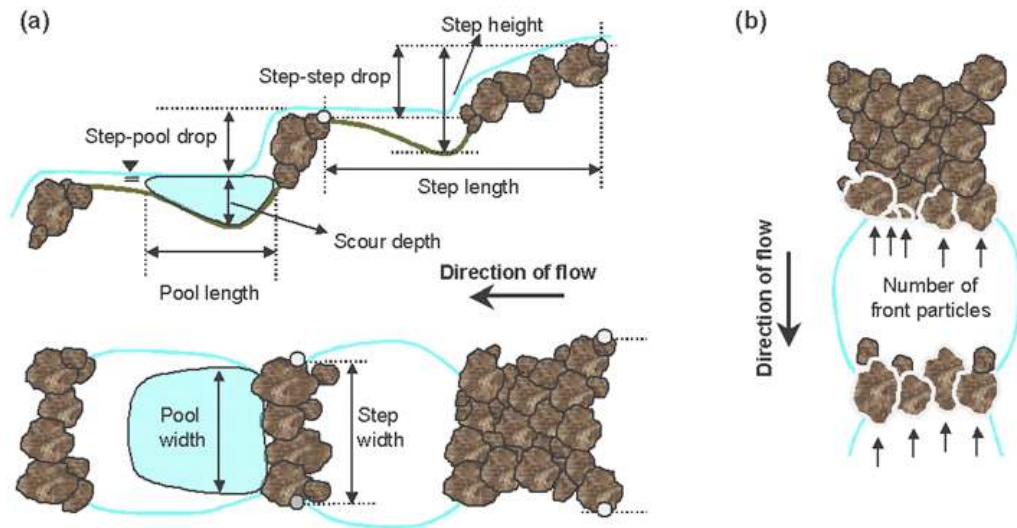 (a)
Step height
Step-step drop
Step-pool drop
Step length
Scour depth
Pool length
Direction of flow
Pool
width
Step
width
(b)
Direction of flow
Number of
front particles